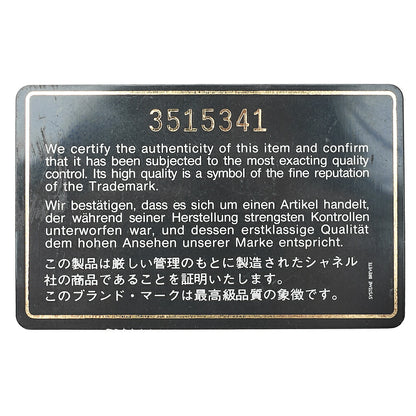 3515341
We certify the authenticity of this item and confirm
that it has been subjected to the most exacting quality
control. Its high quality is a symbol of the fine reputation
of the Trademark.
Wir bestätigen, dass es sich um einen Artikel handelt,
der während seiner Herstellung strengsten Kontrollen
unterworfen war, und dessen erstklassige Qualität
dem hohen Ansehen unserer Marke entspricht.
この製品は厳しい管理のもとに製造されたシャネル
社の商品であることを証明いたします。
このブランド・マークは最高級品質の象徴です。